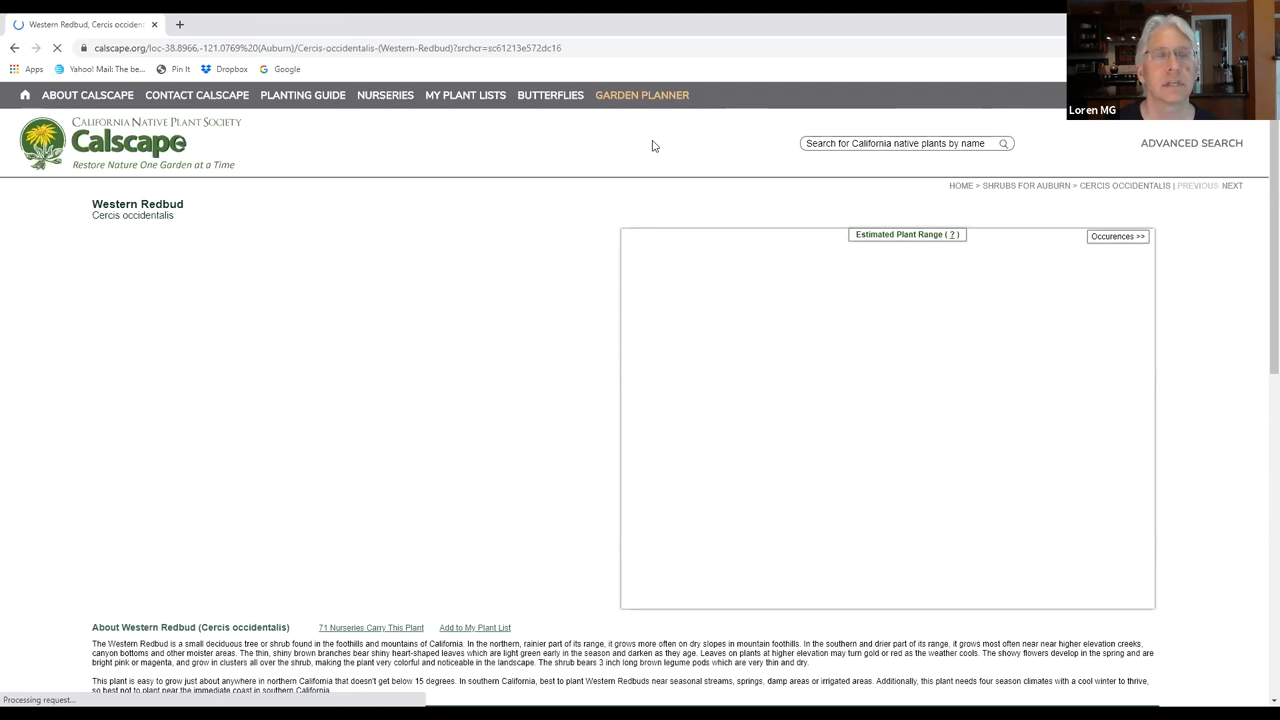 Western Redbud, Cercis occident
calscape.org/loc-38.8966,-121.0769%20(Auburn)/Cercis-occidentalis-(Western-Redbud)?srchcr=sc61213e572dc16
Apps Yahoo! Mail: The be... Pin It Dropbox Google
Loren MG
ABOUT CALSCAPE CONTACT CALSCAPE PLANTING GUIDE NURSERIES MY PLANT LISTS BUTTERFLIES GARDEN PLANNER
CALIFORNIA NATIVE PLANT SOCIETY
Calscape
Restore Nature One Garden at a Time
Search for California native plants by name
ADVANCED SEARCH
HOME > SHRUBS FOR AUBURN > CERCIS OCCIDENTALIS | PREVIOUS NEXT
Western Redbud
Cercis occidentalis
Estimated Plant Range ( ? )
Occurences >>
About Western Redbud (Cercis occidentalis) 71 Nurseries Carry This Plant Add to My Plant List
The Western Redbud is a small deciduous tree or shrub found in the foothills and mountains of California. In the northern, rainier part of its range, it grows more often on dry slopes in mountain foothills. In the southern and drier part of its range, it grows most often near near higher elevation creeks,
canyon bottoms and other moister areas. The thin, shiny brown branches bear shiny heart-shaped leaves which are light green early in the season and darken as they age. Leaves on plants at higher elevation may turn gold or red as the weather cools. The showy flowers develop in the spring and are
bright pink or magenta, and grow in clusters all over the shrub, making the plant very colorful and noticeable in the landscape. The shrub bears 3 inch long brown legume pods which are very thin and dry.
This plant is easy to grow just about anywhere in northern California that doesn't get below 15 degrees. In southern California, best to plant Western Redbuds near seasonal streams, springs, damp areas or irrigated areas. Additionally, this plant needs four season climates with a cool winter to thrive,
so best not to plant near the immediate coast in southern California.
Processing request...